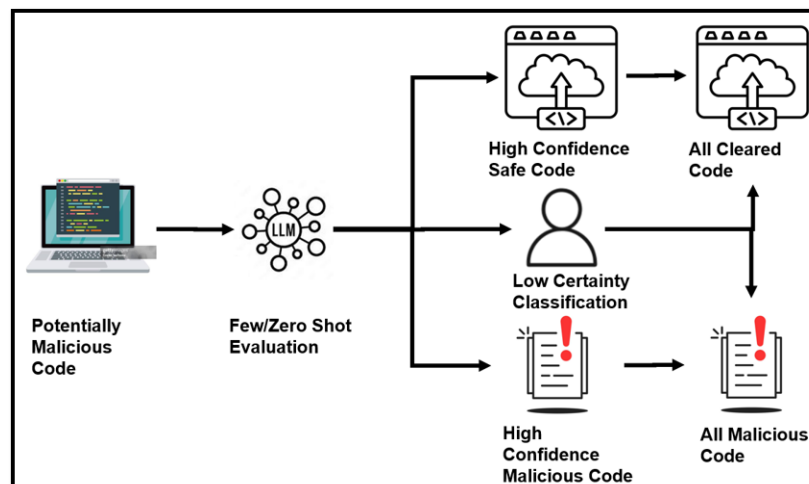 Potentially
Malicious
Code
Few/Zero Shot
Evaluation
LLM
High Confidence
Safe Code
All Cleared
Code
Low Certainty
Classification
High
Confidence
Malicious Code
All Malicious
Code